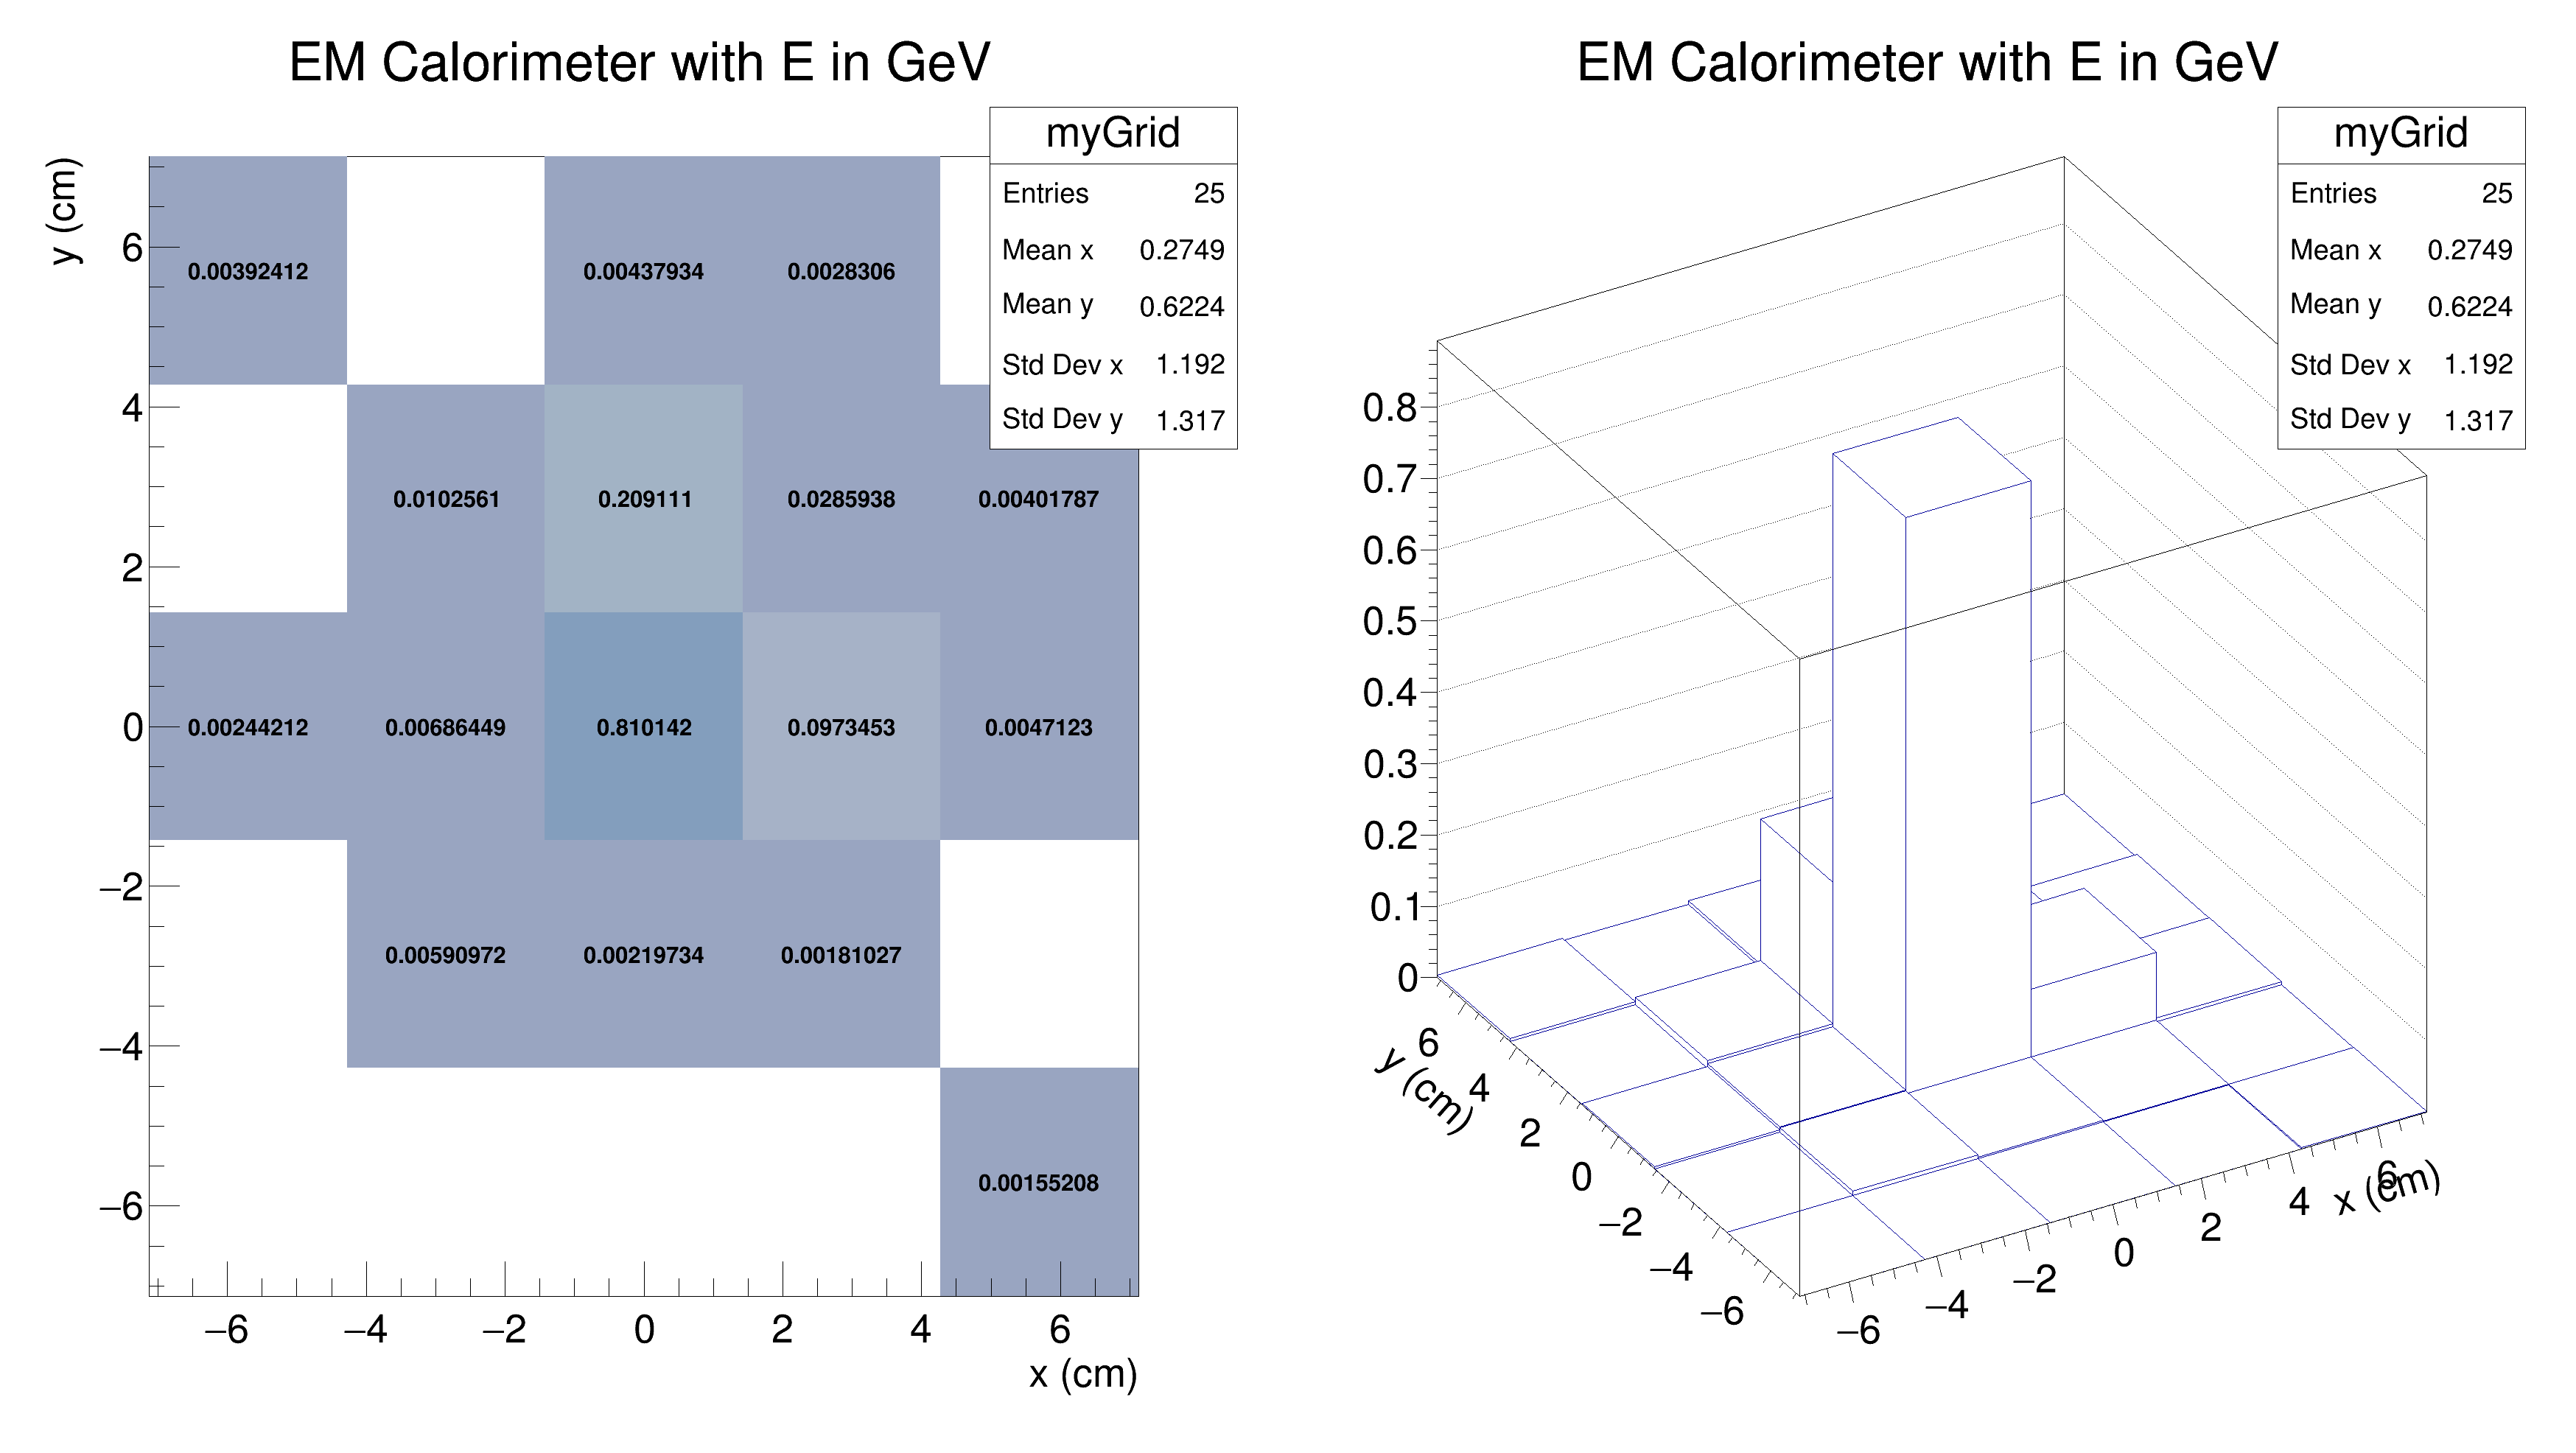 EM Calorimeter with E in GeV
myGrid
Entries 25
Mean x 0.2749
Mean y 0.6224
Std Dev x 1.192
Std Dev y 1.317
y (cm)
6
4
2
0
−2
−4
−6
0.00392412 0.00437934 0.0028306
0.0102561 0.209111 0.0285938 0.00401787
0.00244212 0.00686449 0.810142 0.0973453 0.0047123
0.00590972 0.00219734 0.00181027
0.00155208
−6 −4 −2 0 2 4 6
x (cm)
EM Calorimeter with E in GeV
myGrid
Entries 25
Mean x 0.2749
Mean y 0.6224
Std Dev x 1.192
Std Dev y 1.317
0.8
0.7
0.6
0.5
0.4
0.3
0.2
0.1
0
y (cm)
6
4
2
0
−2
−4
−6
−6 −4 −2 0 2 4 6
x (cm)